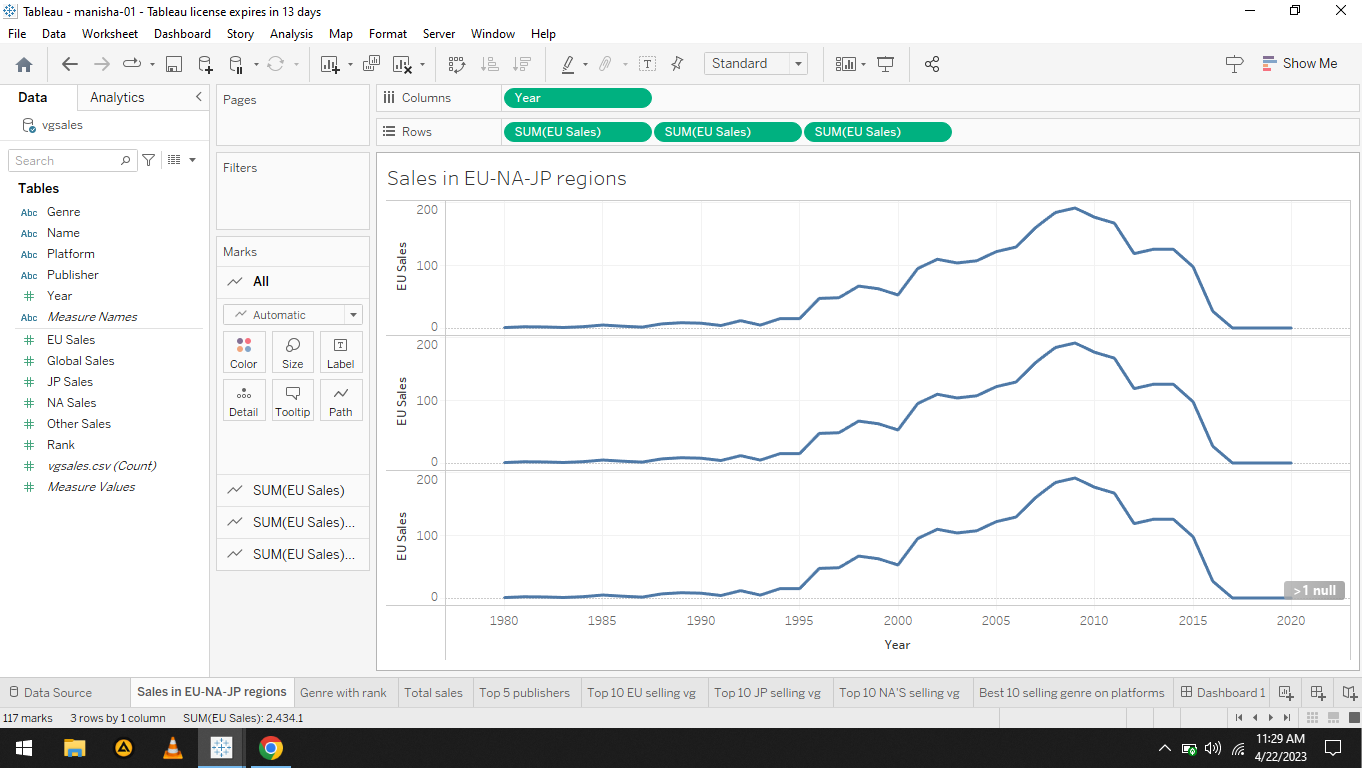 Tableau - manisha-01 - Tableau license expires in 13 days
File Data Worksheet Dashboard Story Analysis Map Format Server Window Help
Standard
Show Me
Data Analytics
vgsales
Search
Tables
Abc Genre
Abc Name
Abc Platform
Abc Publisher
Year
Abc Measure Names
EU Sales
Global Sales
JP Sales
NA Sales
Other Sales
Rank
vgsales.csv (Count)
Measure Values
Pages
Filters
Marks
All
Automatic
Color Size Label
Detail Tooltip Path
SUM(EU Sales)
SUM(EU Sales)...
SUM(EU Sales)...
Columns Year
Rows SUM(EU Sales) SUM(EU Sales) SUM(EU Sales)
Sales in EU-NA-JP regions
EU Sales
200
100
0
EU Sales
200
100
0
EU Sales
200
100
0
>1 null
1980 1985 1990 1995 2000 2005 2010 2015 2020
Year
Data Source Sales in EU-NA-JP regions Genre with rank Total sales Top 5 publishers Top 10 EU selling vg Top 10 JP selling vg Top 10 NA'S selling vg Best 10 selling genre on platforms Dashboard 1
117 marks 3 rows by 1 column SUM(EU Sales): 2,434.1
11:29 AM
4/22/2023